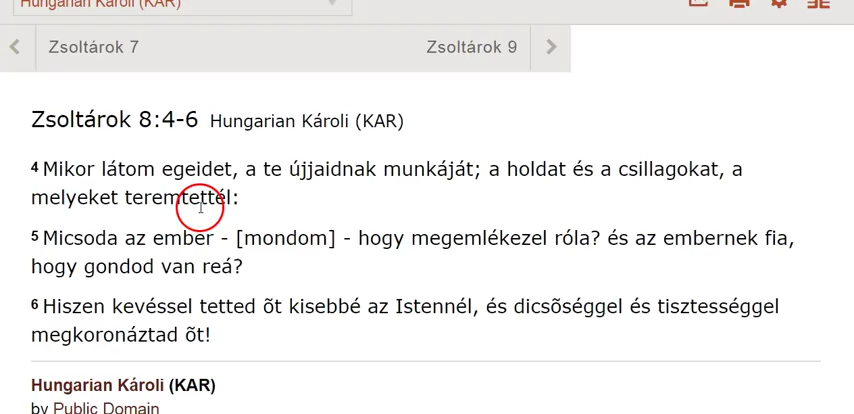 Hungarian Károli (KAR)
Zsoltárok 7
Zsoltárok 9
Zsoltárok 8:4-6 Hungarian Károli (KAR)
4 Mikor látom egeidet, a te újjaidnak munkáját; a holdat és a csillagokat, a
melyeket teremtettél:
5 Micsoda az ember - [mondom] - hogy megemlékezel róla? és az embernek fia,
hogy gondod van reá?
6 Hiszen kevéssel tetted õt kisebbé az Istennél, és dicsõséggel és tisztességgel
megkoronáztad õt!
Hungarian Károli (KAR)
by Public Domain